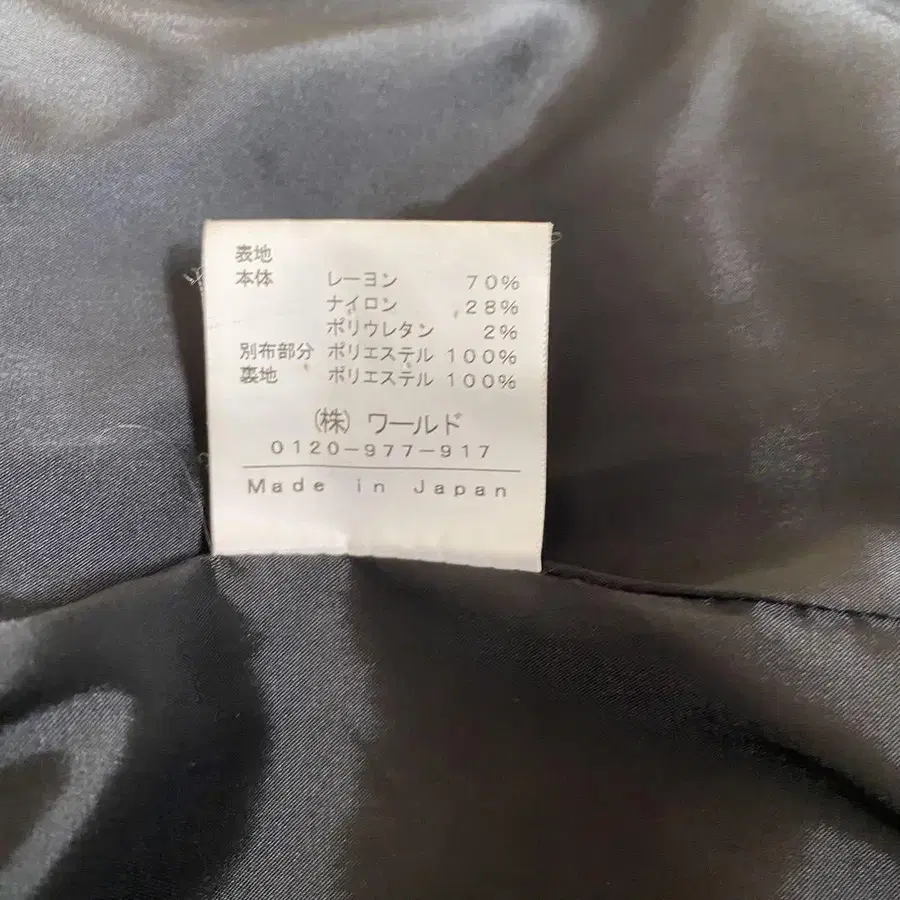 表地
本体 レーヨン 70%
ナイロン 28%
ポリウレタン 2%
別布部分 ポリエステル 100%
裏地 ポリエステル 100%
(株) ワールド
0120-977-917
Made in Japan